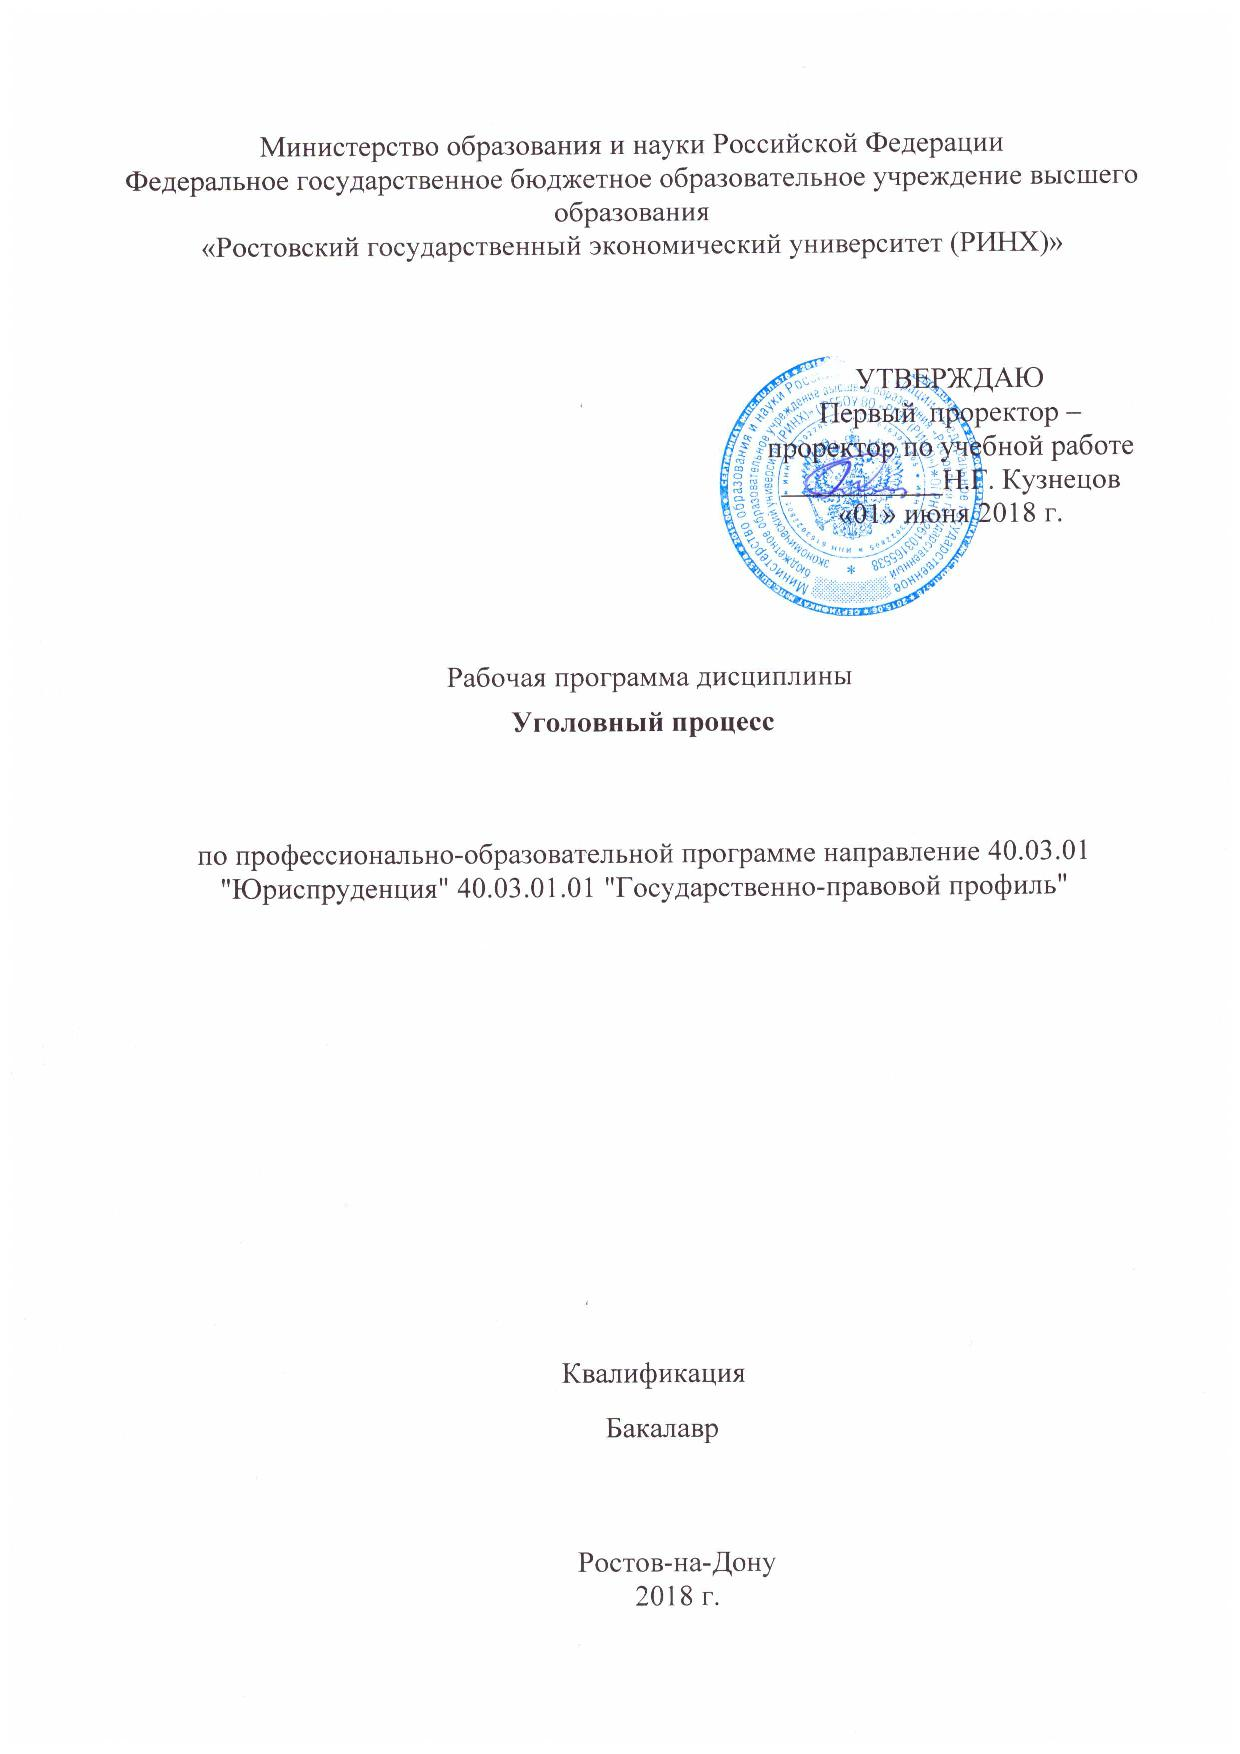 Министерство образования и науки Российской Федерации
Федеральное государственное бюджетное образовательное учреждение высшего
образования
«Ростовский государственный экономический университет (РИНХ)»
УТВЕРЖДАЮ
Первый проректор –
проректор по учебной работе
Н.Г. Кузнецов
«01» июня 2018 г.
Рабочая программа дисциплины
Уголовный процесс
по профессионально-образовательной программе направление 40.03.01
"Юриспруденция" 40.03.01.01 "Государственно-правовой профиль"
Квалификация
Бакалавр
Ростов-на-Дону
2018 г.